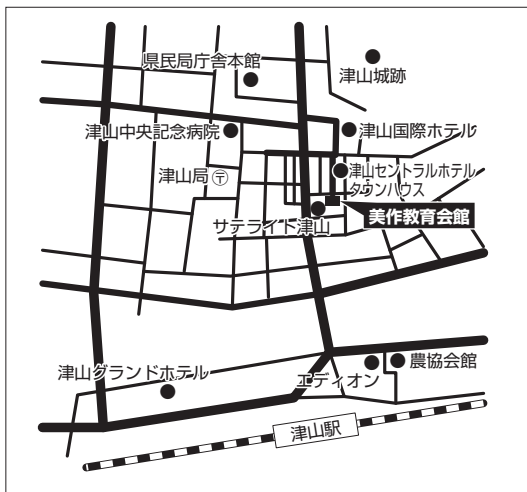 県民局庁舎本館
津山城跡
津山中央記念病院
津山国際ホテル
津山局〒
津山セントラルホテル
タウンハウス
美作教育会館
サテライト津山
津山グランドホテル
エディオン
農協会館
津山駅